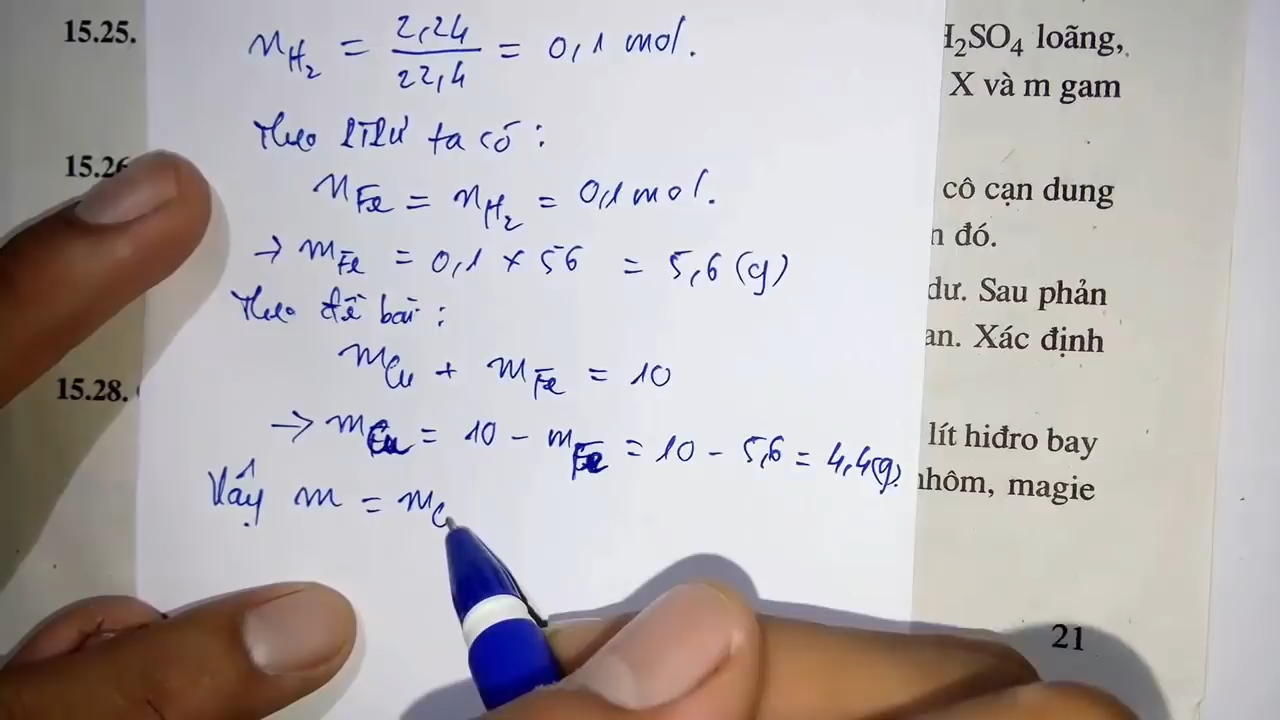 15.25.
n_H₂ = 2,24 / 22,4 = 0,1 mol.
H₂SO₄ loãng,
X và m gam
Theo ta có:
15.26
n_Fe = n_H₂ = 0,1 mol.
cô cạn dung
đó.
→ m_Fe = 0,1 × 56 = 5,6 (g)
Theo đề bài:
dư. Sau phản
an. Xác định
m_Cu + m_Fe = 10
15.28.
→ m_Cu = 10 - m_Fe = 10 - 5,6 = 4,4 (g).
lít hiđro bay
nhôm, magie
Vậy m = m_C
21